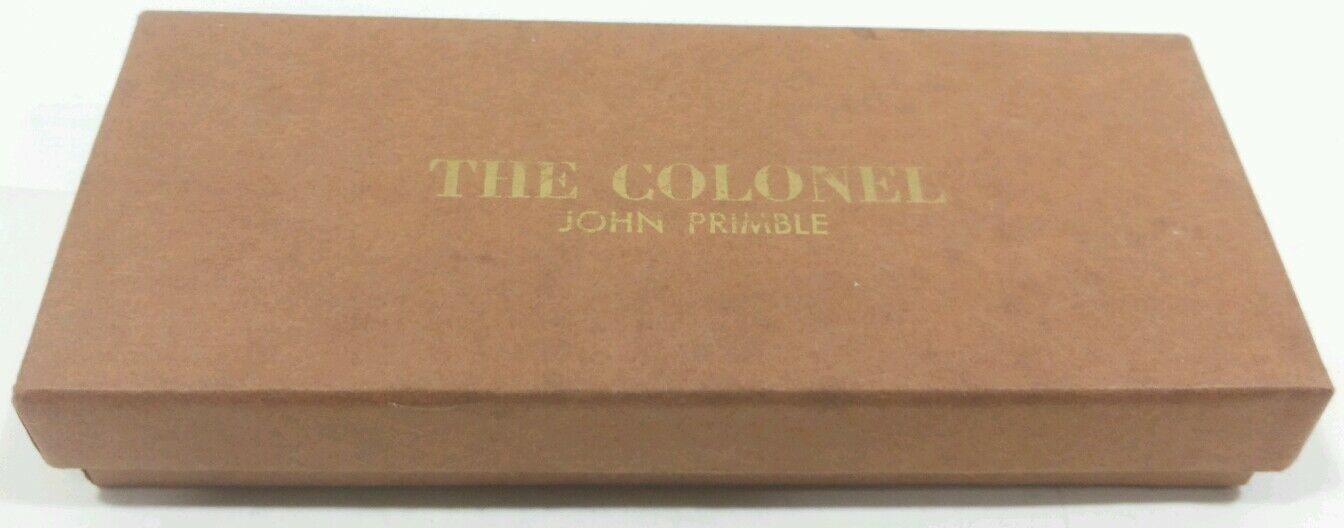 THE COLONEL
JOHN PRIMBLE